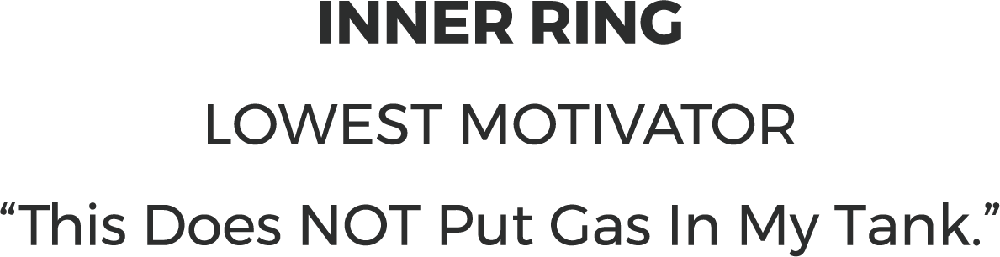 INNER RING
LOWEST MOTIVATOR
“This Does NOT Put Gas In My Tank.”